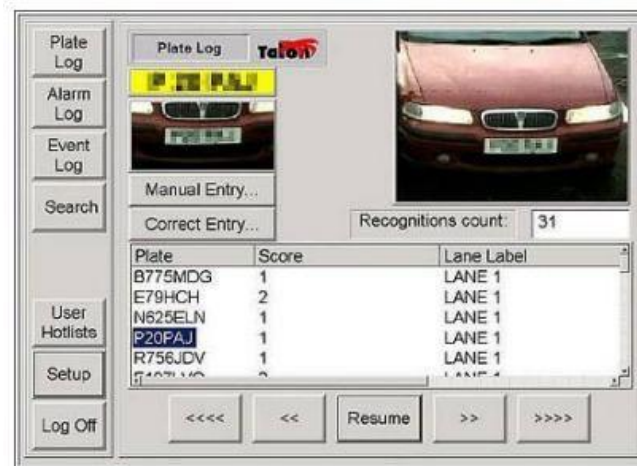 Plate Log
Alarm Log
Event Log
Search
User Hotlists
Setup
Log Off
Plate Log
Talon
Manual Entry...
Correct Entry...
Recognitions count: 31
Plate Score Lane Label
B775MDG 1 LANE 1
E79HCH 2 LANE 1
N625ELN 1 LANE 1
P20PAJ 1 LANE 1
R756JDV 1 LANE 1
<<<< << Resume >> >>>>